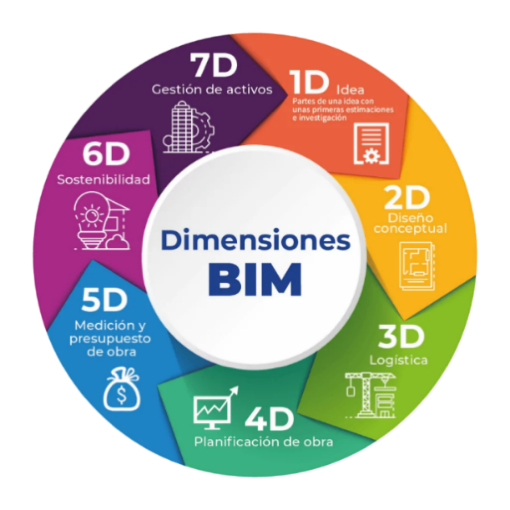 Dimensiones
BIM
1D Idea
Partes de una idea con
unas primeras estimaciones
e investigación
2D
Diseño
conceptual
3D
Logística
4D
Planificación de obra
5D
Medición y
presupuesto
de obra
$
6D
Sostenibilidad
7D
Gestión de activos